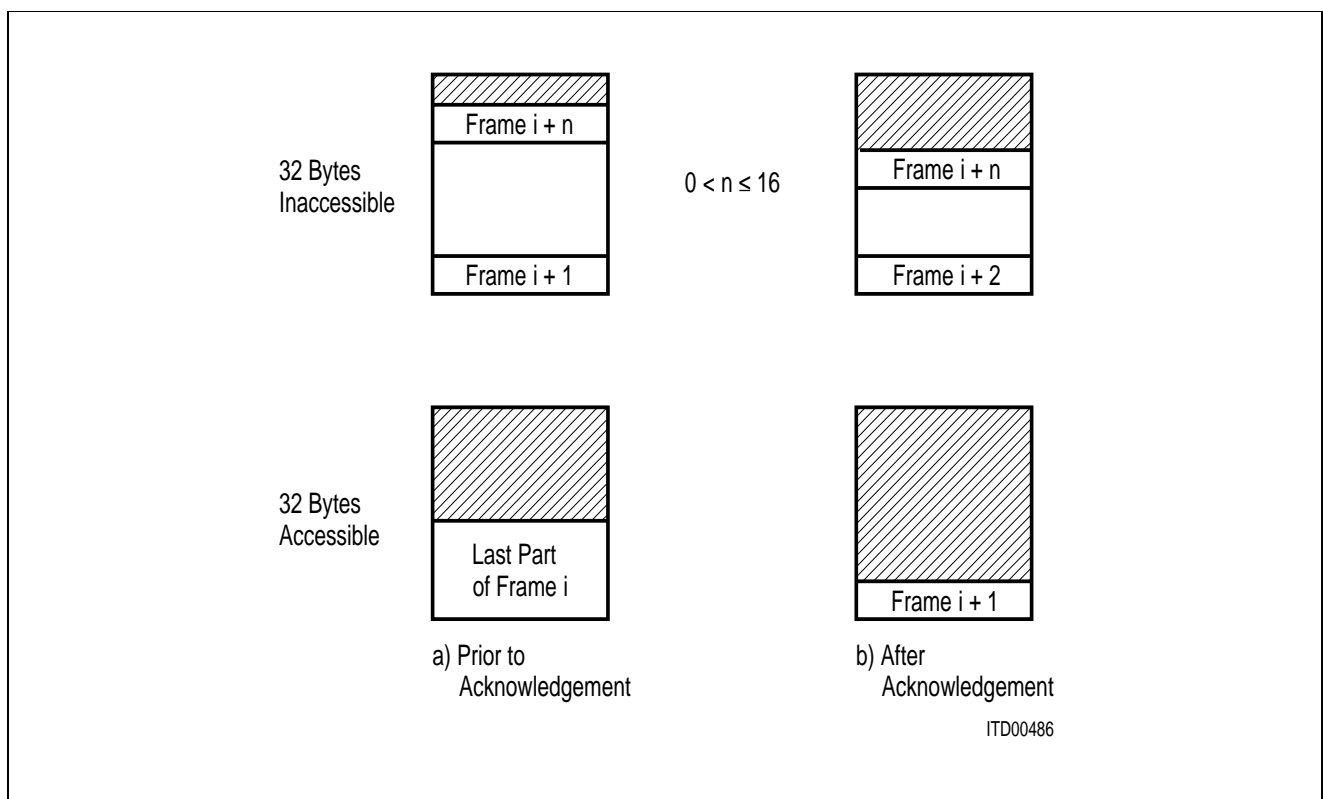 Frame i + n
32 Bytes
Inaccessible
Frame i + 1
0 < n ≤ 16
Frame i + n
Frame i + 2
32 Bytes
Accessible
Last Part
of Frame i
Frame i + 1
a) Prior to
Acknowledgement
b) After
Acknowledgement
ITD00486